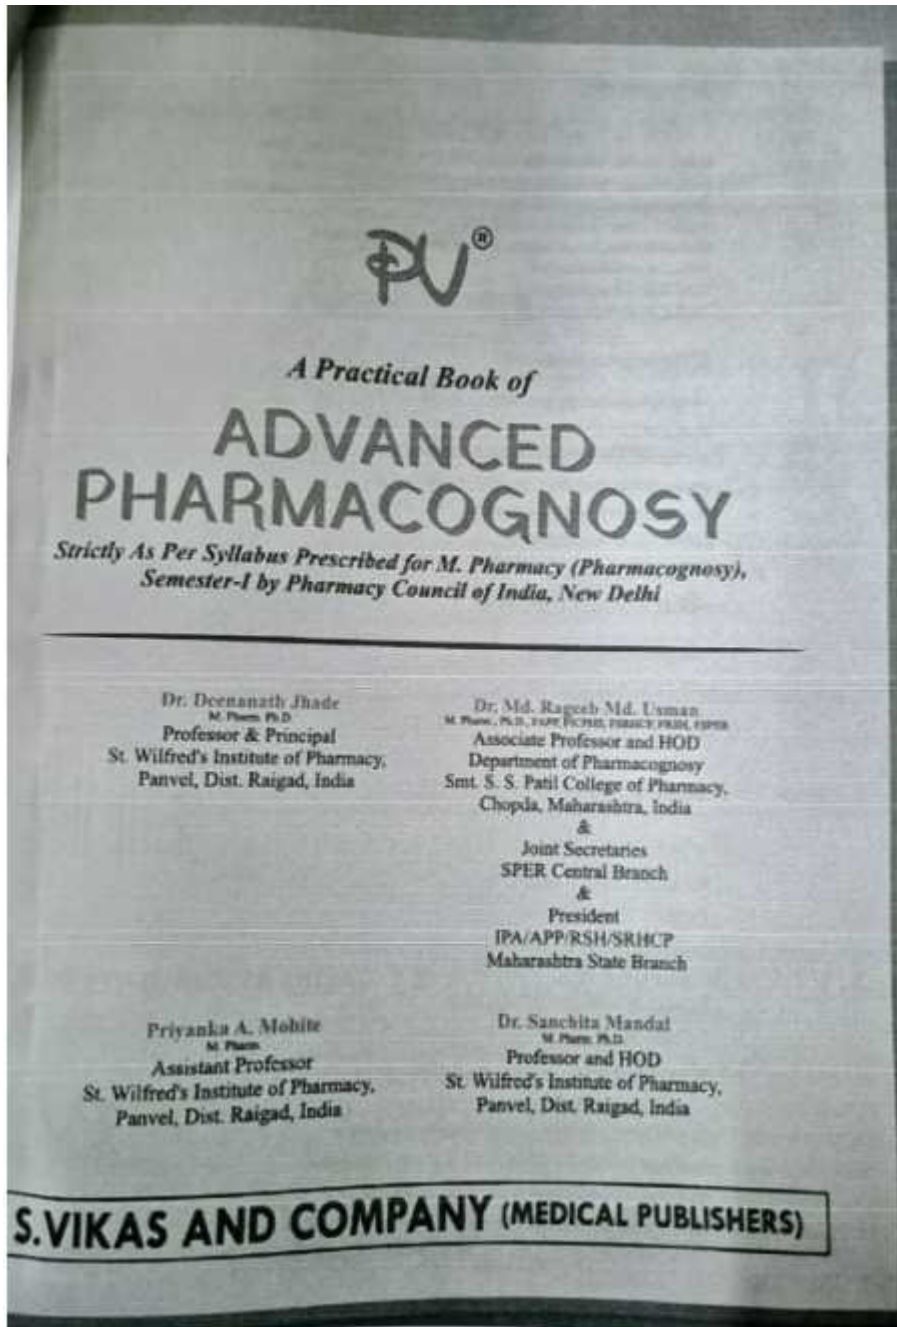 PV®
A Practical Book of
ADVANCED
PHARMACOGNOSY
Strictly As Per Syllabus Prescribed for M. Pharmacy (Pharmacognosy),
Semester-I by Pharmacy Council of India, New Delhi
Dr. Deenanath Jhade
M. Pharm. Ph.D.
Professor & Principal
St. Wilfred's Institute of Pharmacy,
Panvel, Dist. Raigad, India
Dr. Md. Rageeb Md. Usman
M. Pharm., Ph.D.,
Associate Professor and HOD
Department of Pharmacognosy
Smt. S. S. Patil College of Pharmacy,
Chopda, Maharashtra, India
&
Joint Secretaries
SPER Central Branch
&
President
IPA/APP/RSH/SRHCP
Maharashtra State Branch
Priyanka A. Mohite
M. Pharm
Assistant Professor
St. Wilfred's Institute of Pharmacy,
Panvel, Dist. Raigad, India
Dr. Sanchita Mandal
M. Pharm. Ph.D.
Professor and HOD
St. Wilfred's Institute of Pharmacy,
Panvel, Dist. Raigad, India
S.VIKAS AND COMPANY (MEDICAL PUBLISHERS)